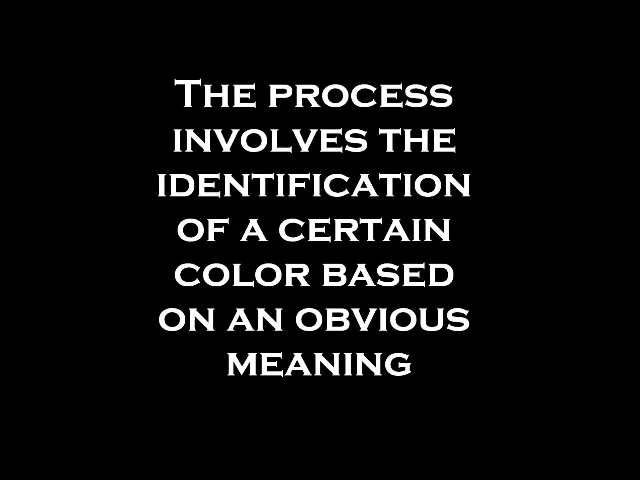 The process
involves the
identification
of a certain
color based
on an obvious
meaning